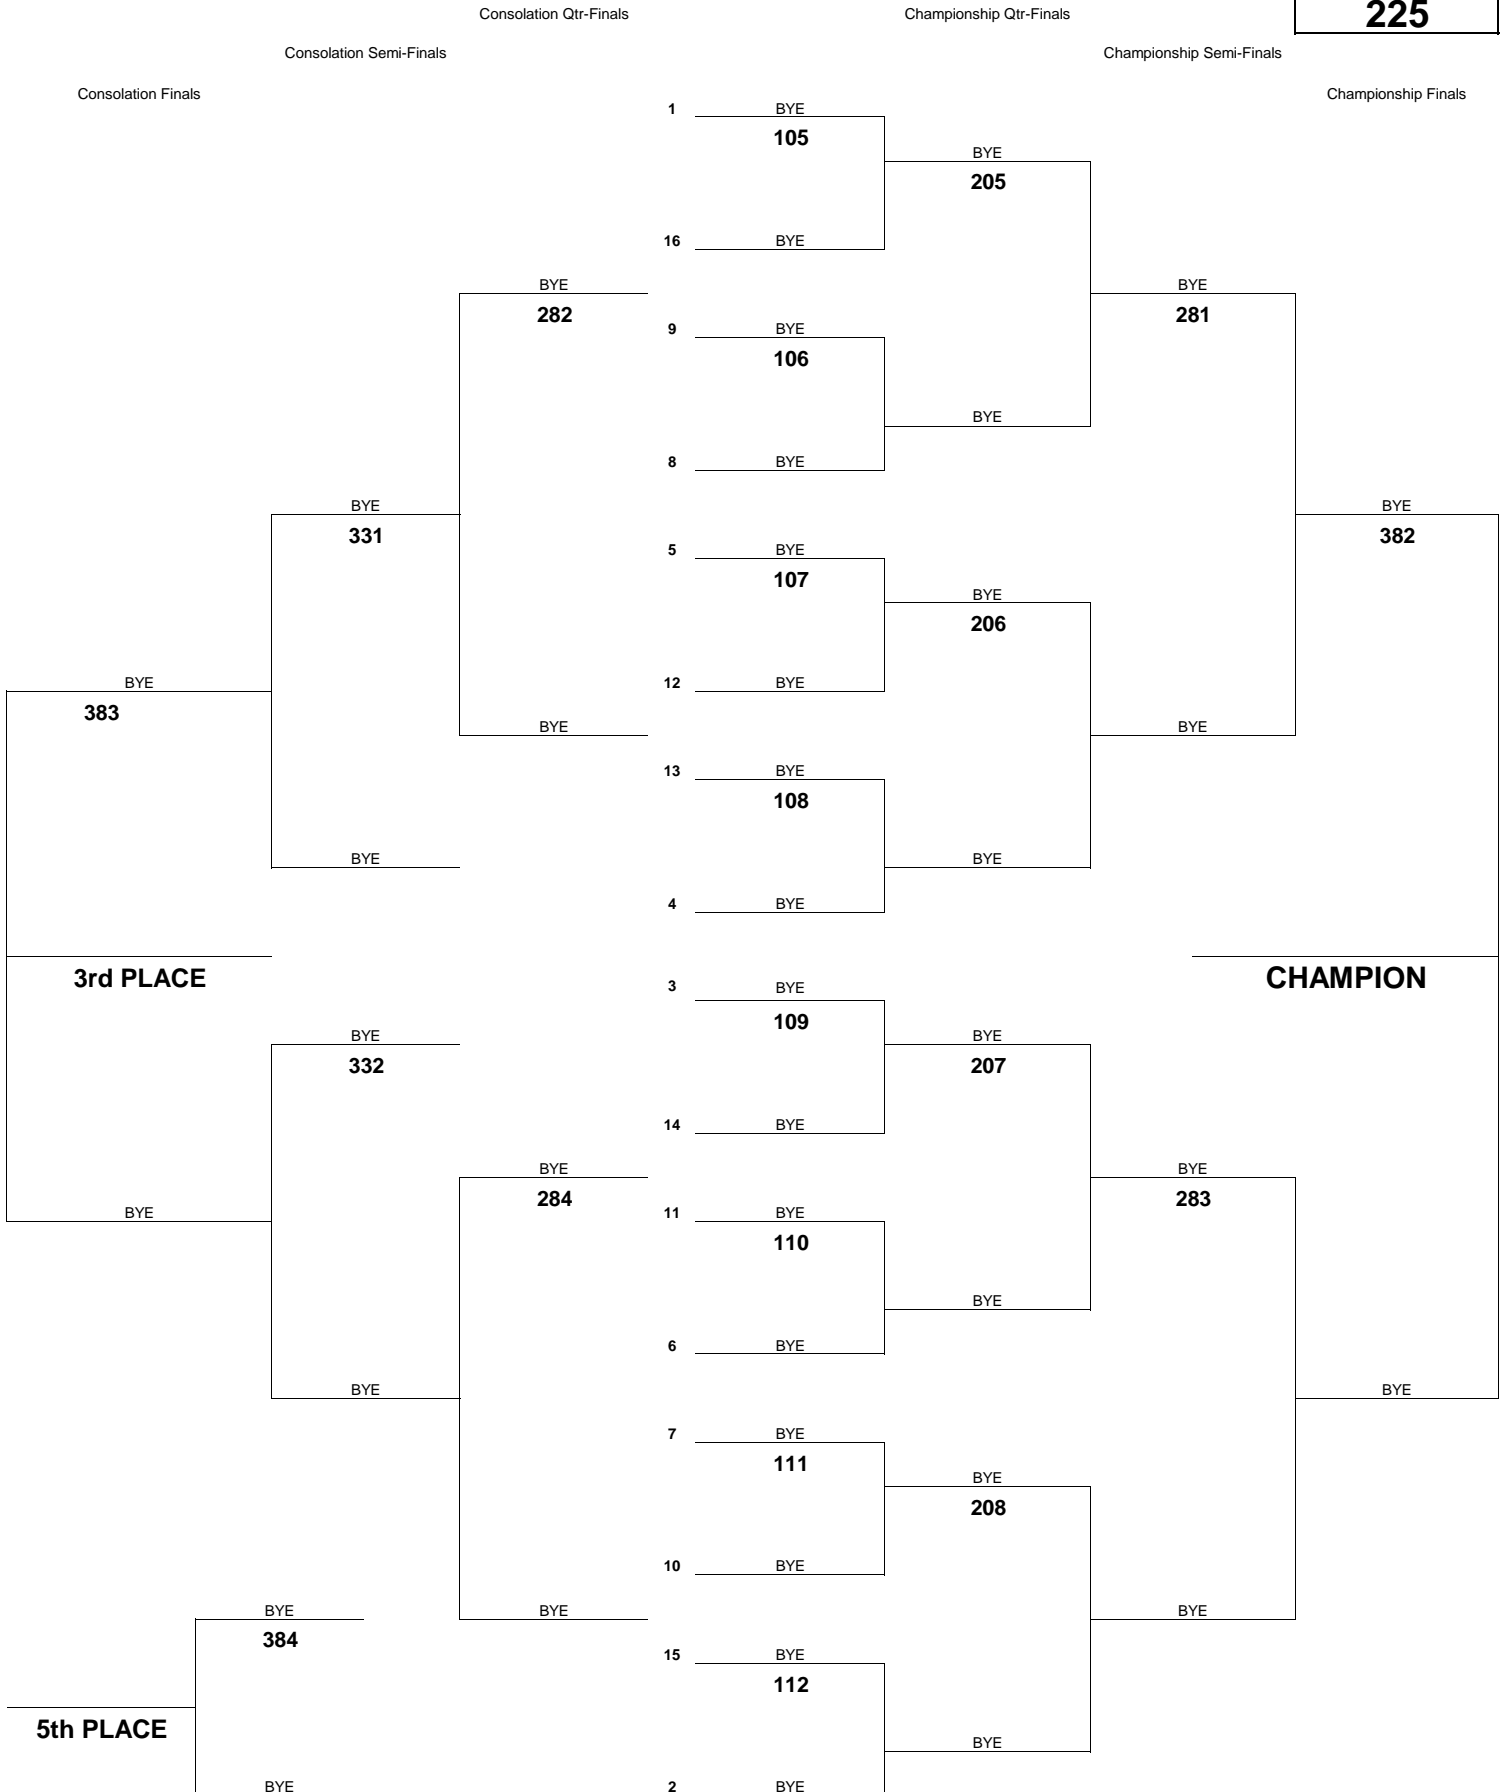 Consolation Qtr-Finals Championship Qtr-Finals 225
Consolation Semi-Finals Championship Semi-Finals
Consolation Finals Championship Finals
1 BYE
105
BYE
205
16 BYE
BYE BYE
282 281
9 BYE
106
BYE
8 BYE
BYE BYE
331 382
5 BYE
107
BYE
206
12 BYE
BYE
383
BYE BYE
13 BYE
108
BYE BYE
4 BYE
3rd PLACE CHAMPION
3 BYE
109
BYE BYE
332 207
14 BYE
BYE BYE
284 283
BYE 11 BYE
110
BYE
6 BYE
BYE BYE
7 BYE
111
BYE
208
10 BYE
BYE BYE BYE
384
15 BYE
112
5th PLACE
BYE
BYE 2 BYE